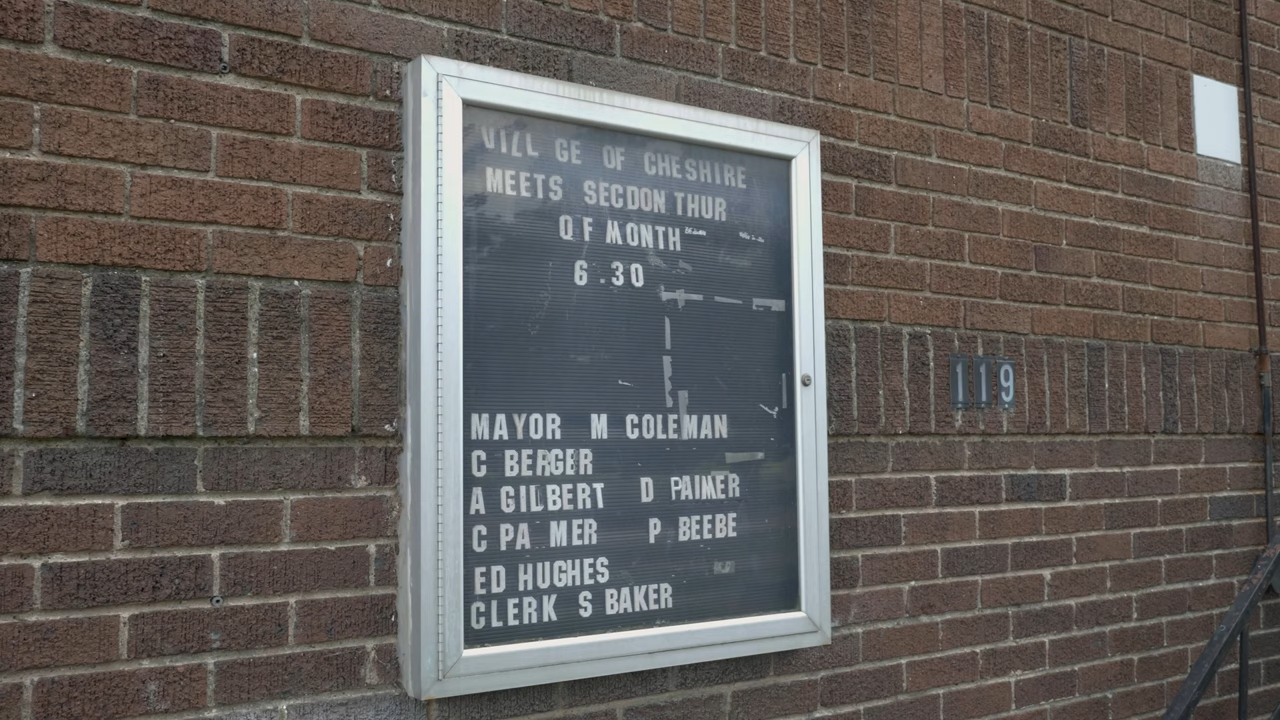 VILL GE OF CHESHIRE
MEETS SECDON THUR
OF MONTH
6.30
MAYOR M COLEMAN
C BERGER
A GILBERT D PAIMER
C PA MER P BEEBE
ED HUGHES
CLERK S BAKER
119